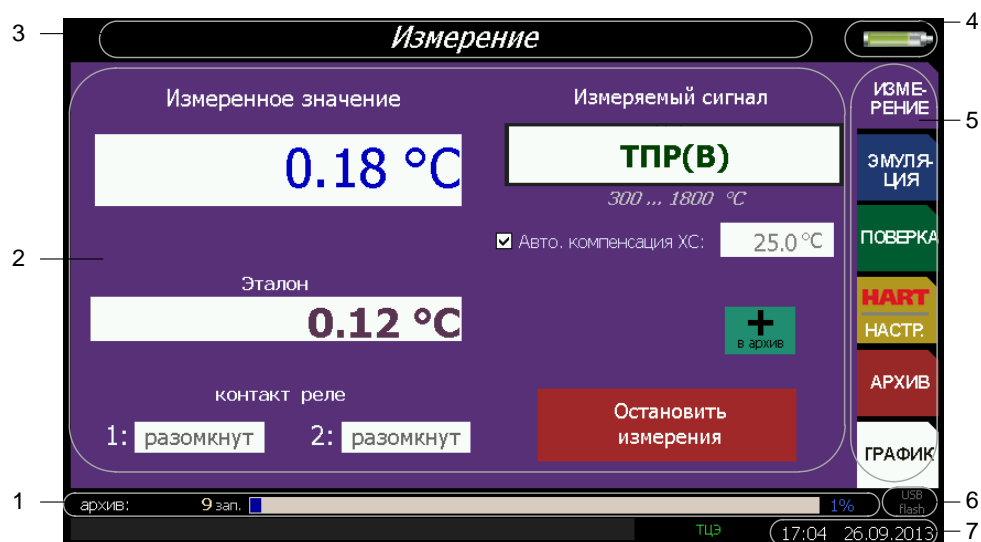 3
Измерение
4
Измеренное значение
Измеряемый сигнал
0.18 °C
ТПР(B)
300 ... 1800 °C
Авто. компенсация ХС:
25.0 °C
2
Эталон
0.12 °C
+
в архив
контакт реле
1: разомкнут
2: разомкнут
Остановить
измерения
ИЗМЕ-
РЕНИЕ
5
ЭМУЛЯ-
ЦИЯ
ПОВЕРКА
HART
НАСТР.
АРХИВ
ГРАФИК
1
архив:
9 зап.
1%
USB
flash
6
ТЦЭ
17:04 26.09.2013
7